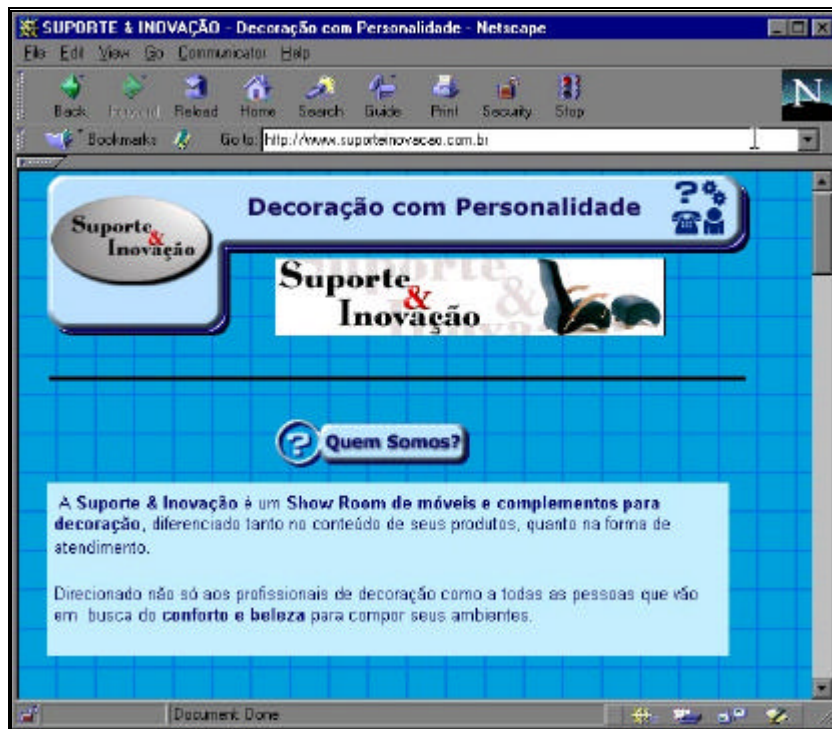 SUPORTE & INOVAÇÃO - Decoração com Personalidade - Netscape
File Edit View Go Communicator Help
Back Forward Reload Home Search Guide Print Security Stop
N
Bookmarks Go to: http://www.suporteinovacao.com.br
Decoração com Personalidade
Suporte
&
Inovação
Suporte
&
Inovação
Quem Somos?
A Suporte & Inovação é um Show Room de móveis e complementos para
decoração, diferenciado tanto no conteúdo de seus produtos, quanto na forma de
atendimento.
Direcionado não só aos profissionais de decoração como a todas as pessoas que vão
em busca do conforto e beleza para compor seus ambientes.
Document: Done